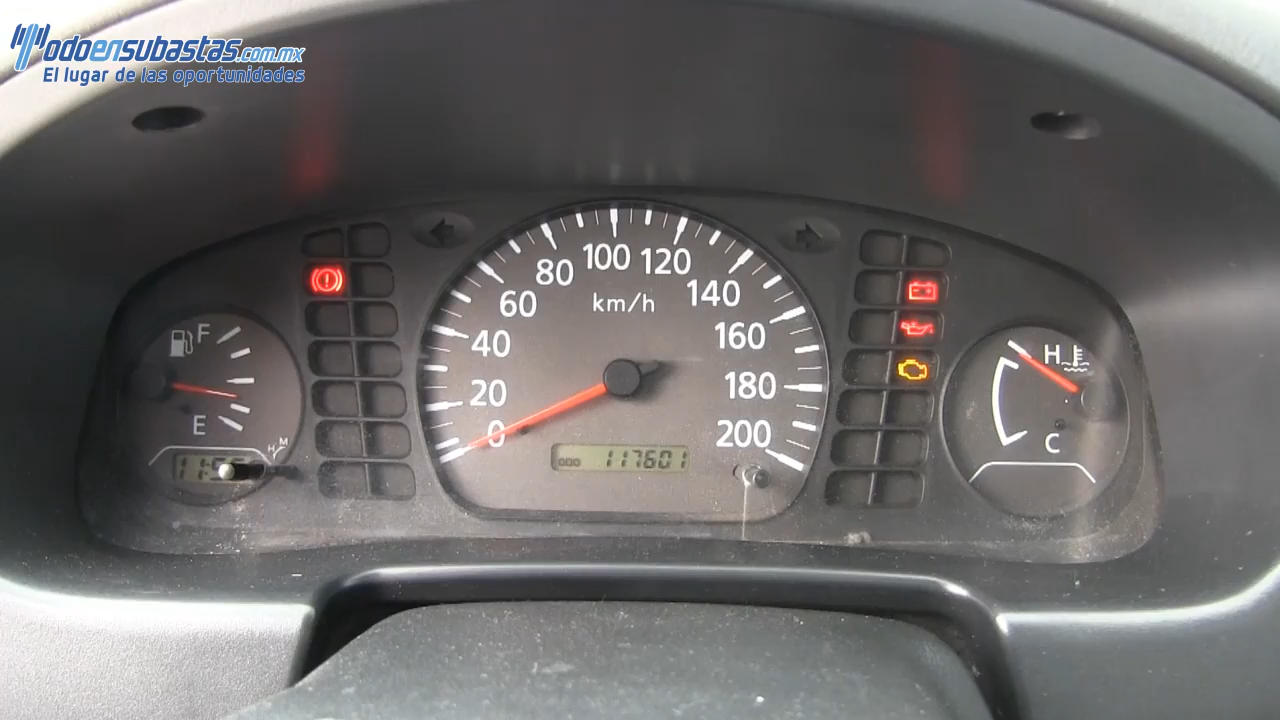 Todoensubastas.com.mx
El lugar de las oportunidades
F
E
H M
0
20
40
60
80
100
120
140
160
180
200
km/h
ODO 117601
H
C